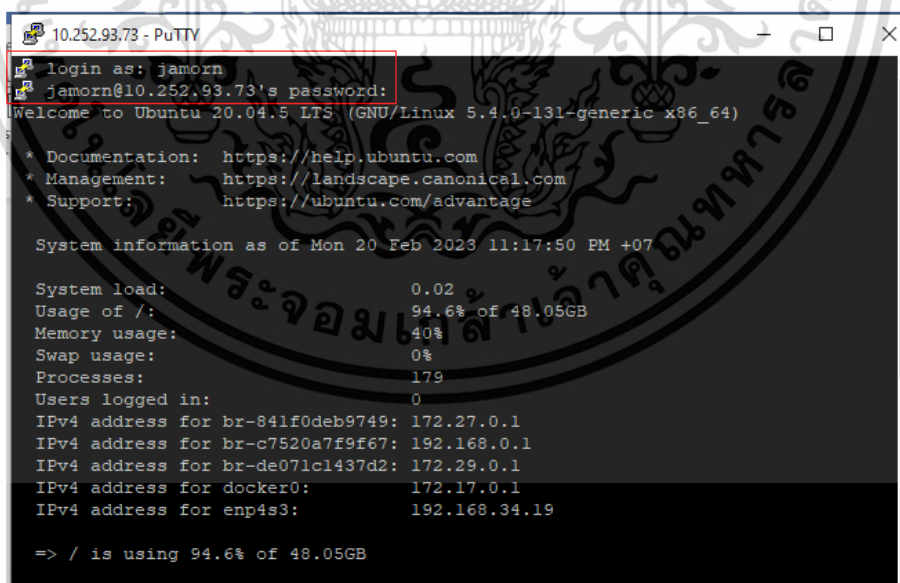 10.252.93.73 - PuTTY
login as: jamorn
jamorn@10.252.93.73's password:
Welcome to Ubuntu 20.04.5 LTS (GNU/Linux 5.4.0-131-generic x86_64)
* Documentation: https://help.ubuntu.com
* Management: https://landscape.canonical.com
* Support: https://ubuntu.com/advantage
System information as of Mon 20 Feb 2023 11:17:50 PM +07
System load: 0.02
Usage of /: 94.6% of 48.05GB
Memory usage: 40%
Swap usage: 0%
Processes: 179
Users logged in: 0
IPv4 address for br-841f0deb9749: 172.27.0.1
IPv4 address for br-c7520a7f9f67: 192.168.0.1
IPv4 address for br-de071c1437d2: 172.29.0.1
IPv4 address for docker0: 172.17.0.1
IPv4 address for enp4s3: 192.168.34.19
=> / is using 94.6% of 48.05GB